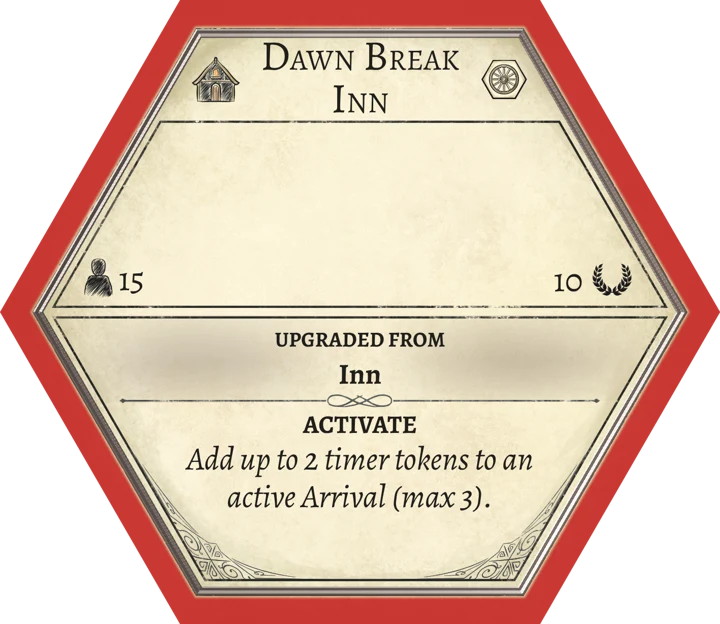 Dawn Break
Inn
15
10
UPGRADED FROM
Inn
ACTIVATE
Add up to 2 timer tokens to an
active Arrival (max 3).